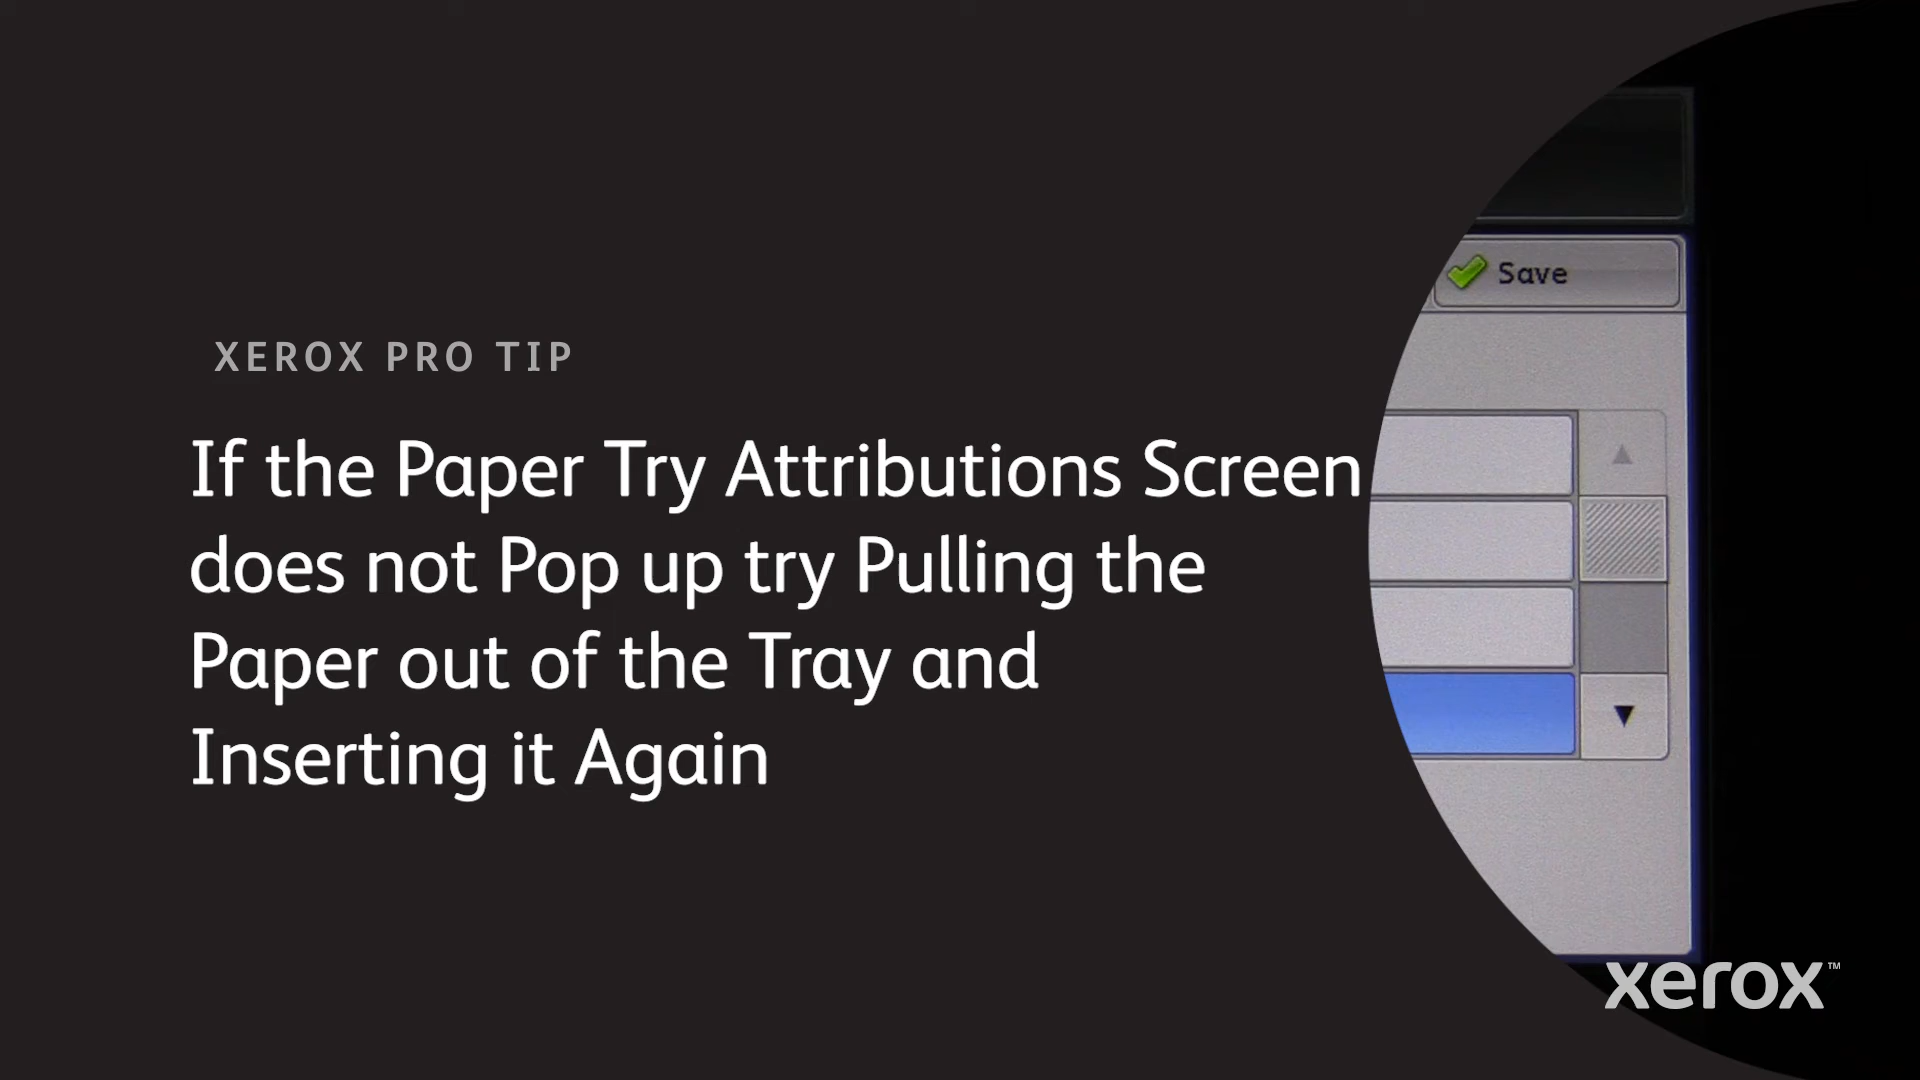 XEROX PRO TIP
If the Paper Try Attributions Screen
does not Pop up try Pulling the
Paper out of the Tray and
Inserting it Again
Save
xerox™